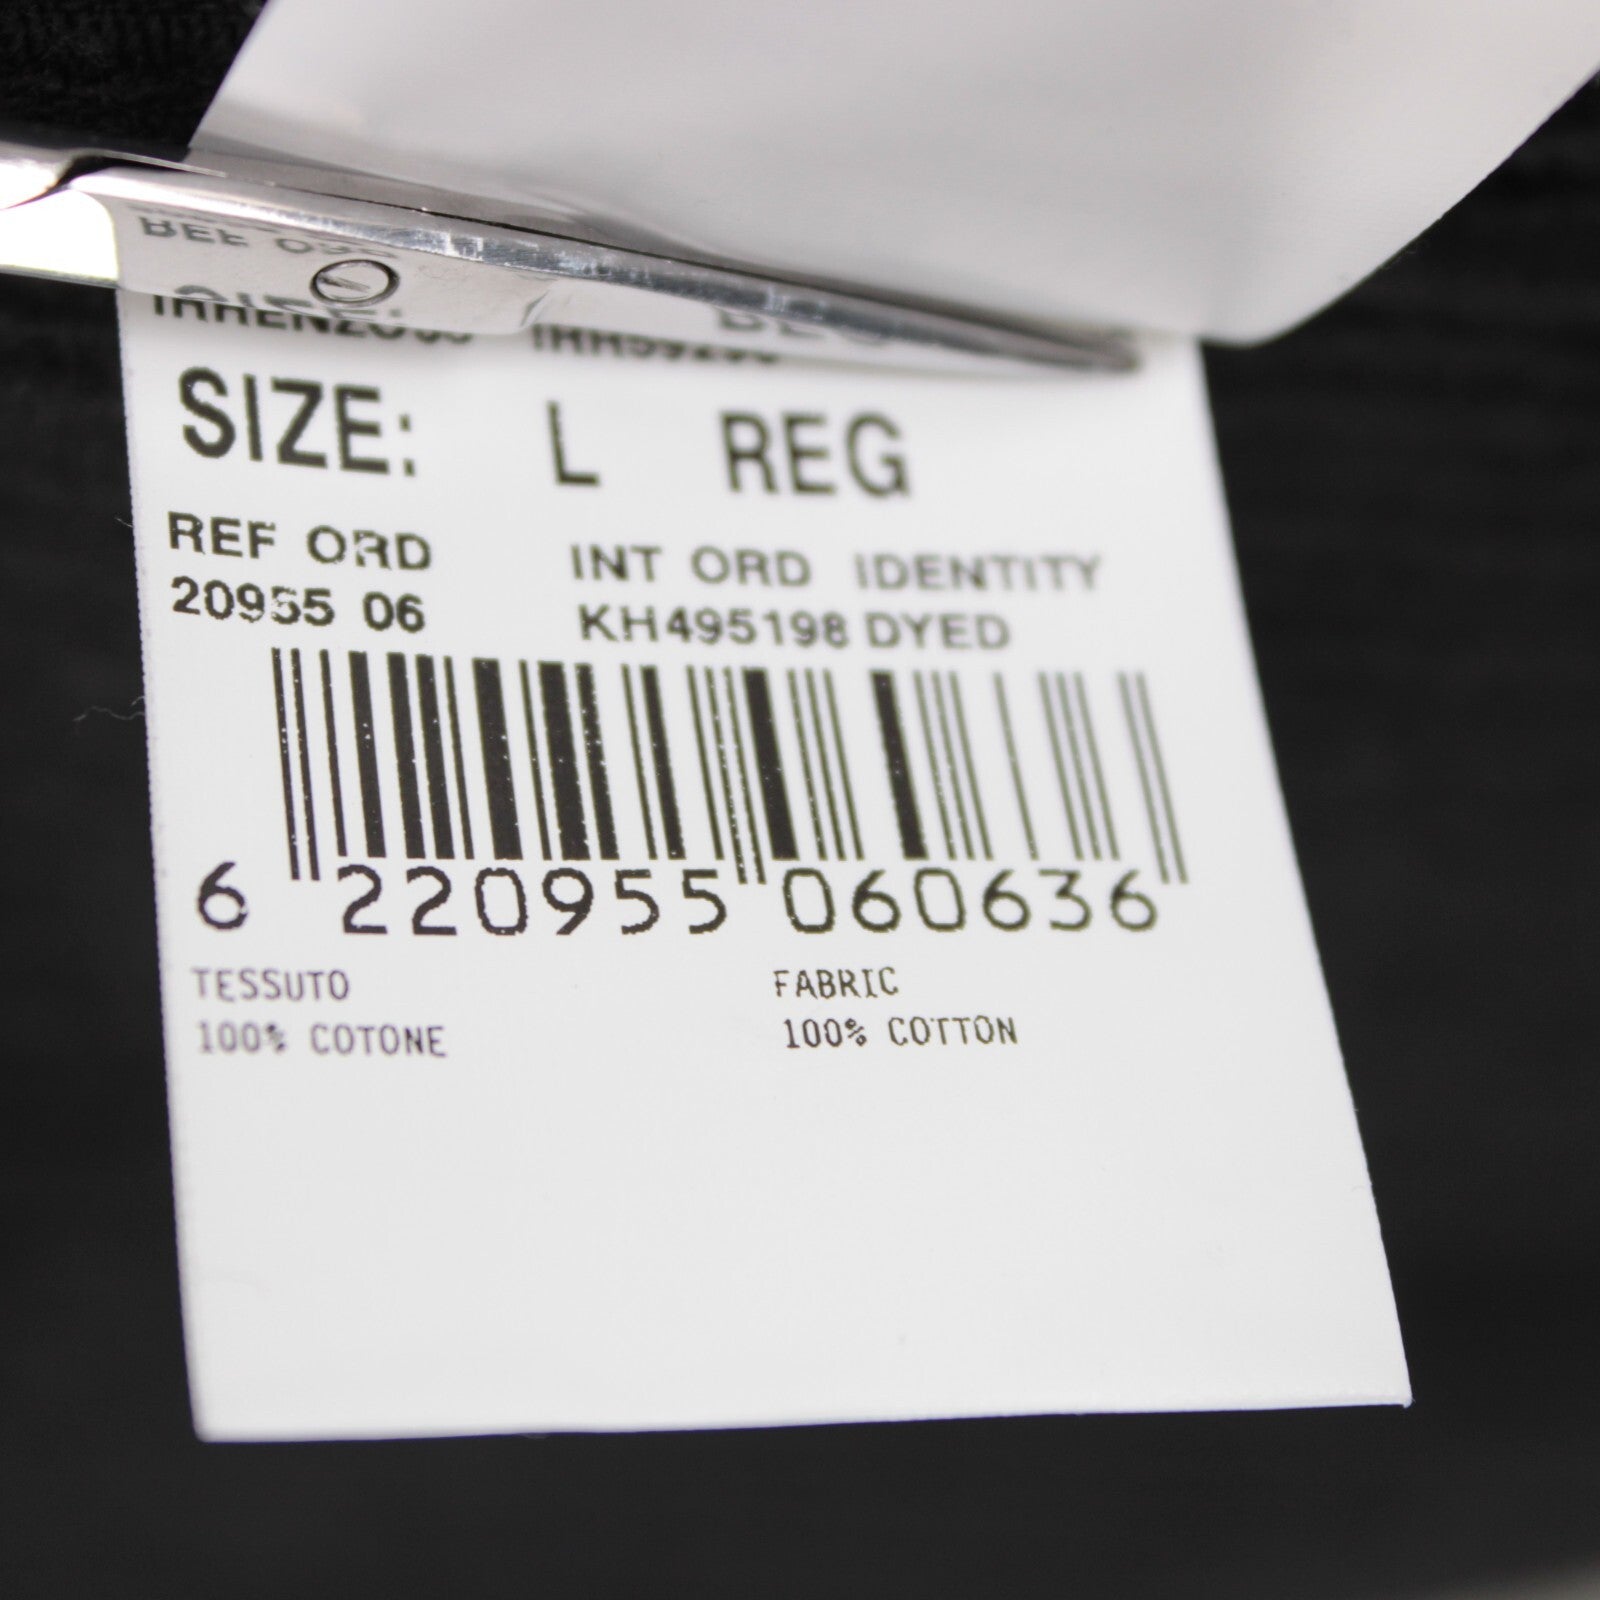 SIZE: L REG
REF ORD INT ORD IDENTITY
20955 06 KH495198 DYED
6 220955 060636
TESSUTO FABRIC
100% COTONE 100% COTTON